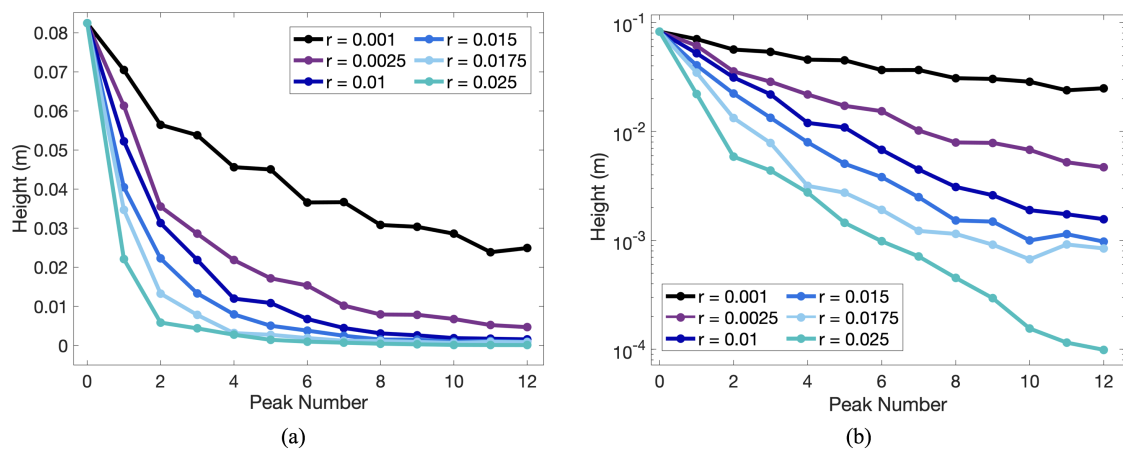 0.08
0.07
0.06
0.05
0.04
0.03
0.02
0.01
0
Height (m)
0 2 4 6 8 10 12
Peak Number
r = 0.001 r = 0.015
r = 0.0025 r = 0.0175
r = 0.01 r = 0.025
(a)
10-1
10-2
10-3
10-4
Height (m)
0 2 4 6 8 10 12
Peak Number
r = 0.001 r = 0.015
r = 0.0025 r = 0.0175
r = 0.01 r = 0.025
(b)